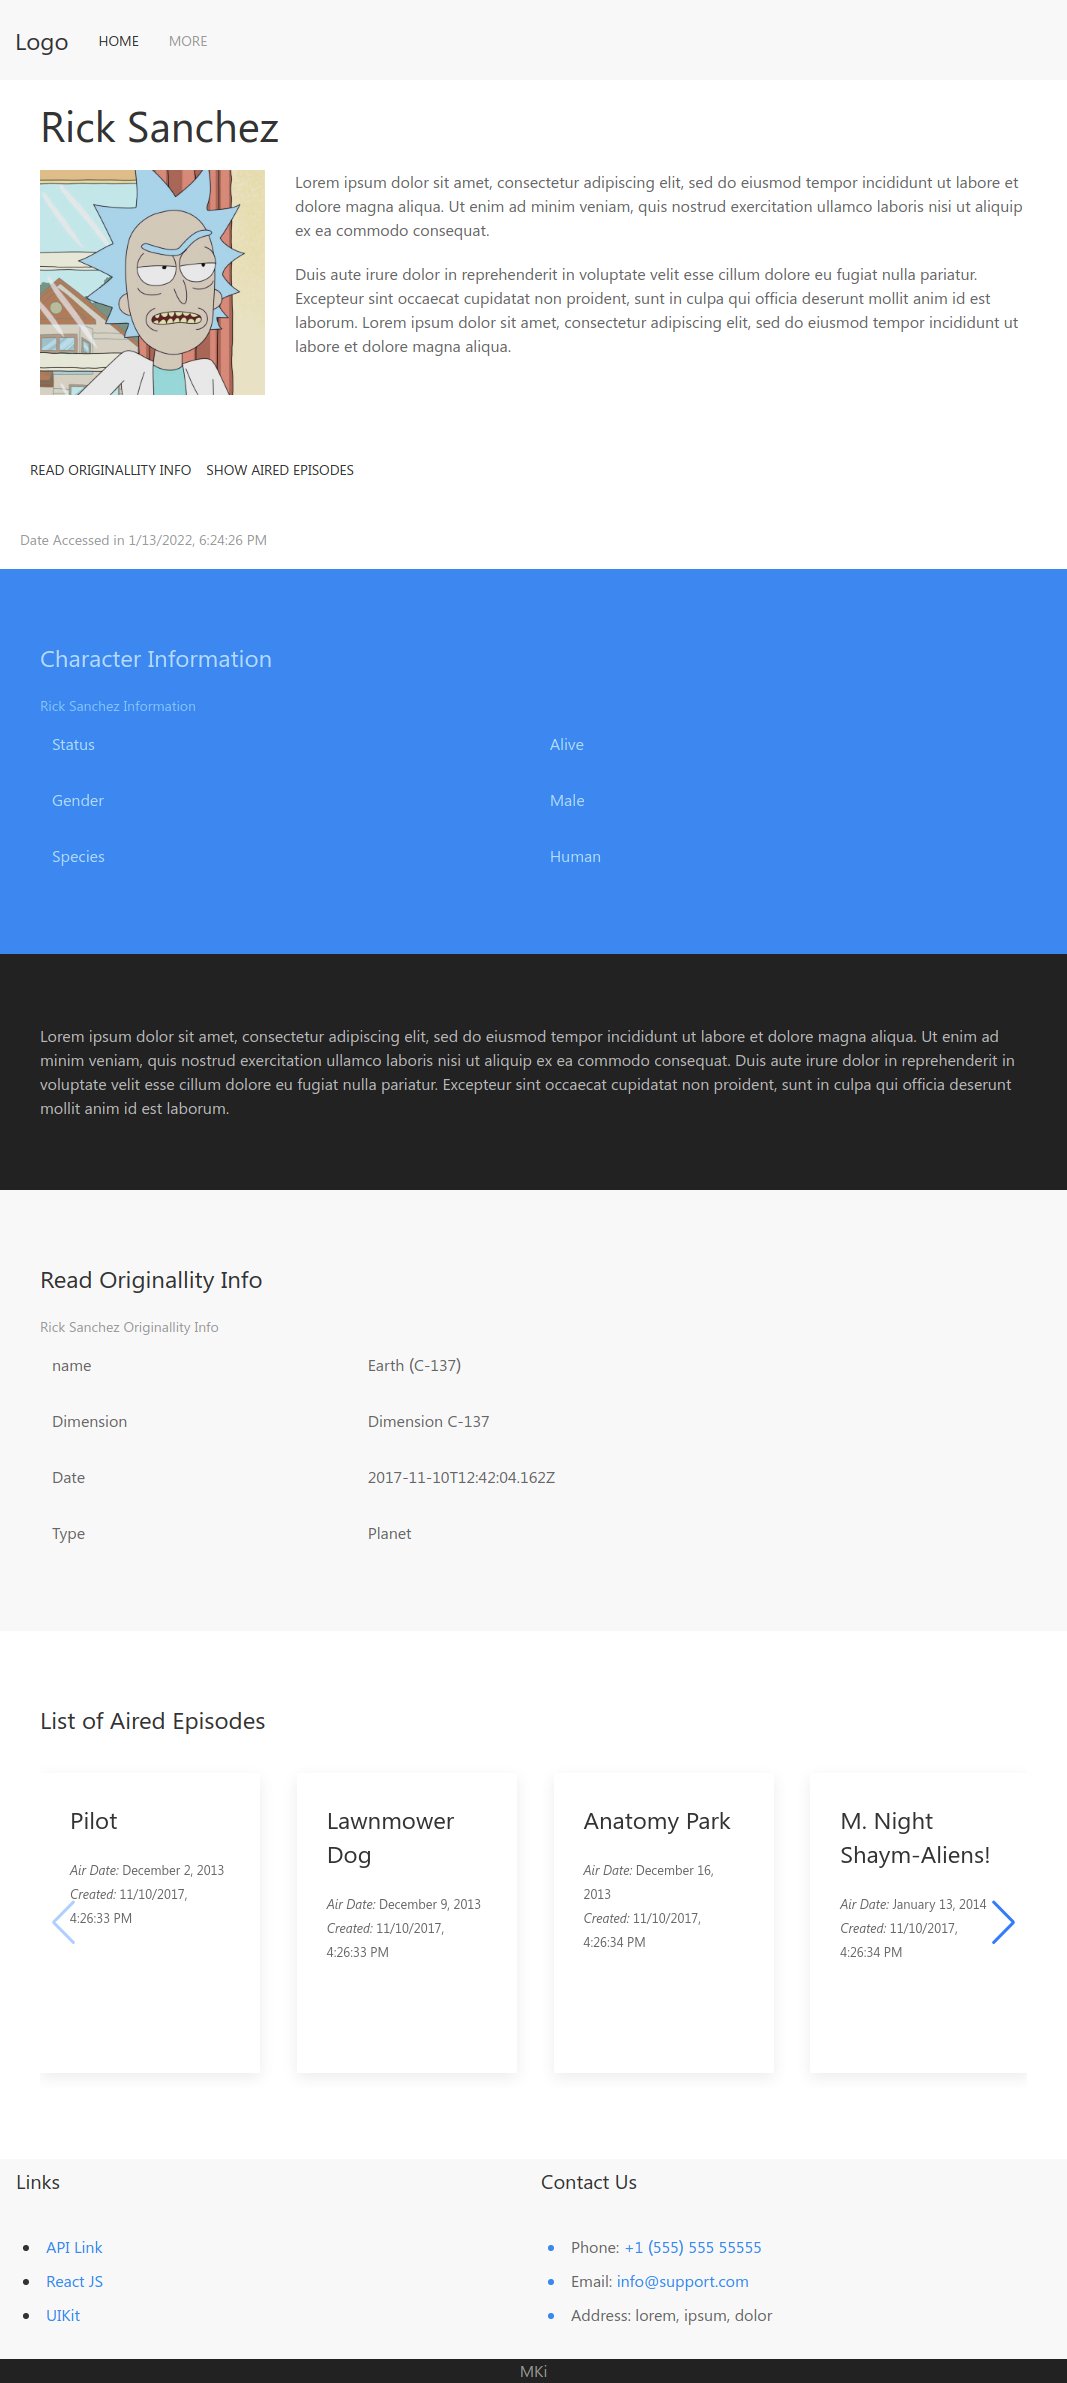 Logo HOME MORE
Rick Sanchez
Lorem ipsum dolor sit amet, consectetur adipiscing elit, sed do eiusmod tempor incididunt ut labore et
dolore magna aliqua. Ut enim ad minim veniam, quis nostrud exercitation ullamco laboris nisi ut aliquip
ex ea commodo consequat.
Duis aute irure dolor in reprehenderit in voluptate velit esse cillum dolore eu fugiat nulla pariatur.
Excepteur sint occaecat cupidatat non proident, sunt in culpa qui officia deserunt mollit anim id est
laborum. Lorem ipsum dolor sit amet, consectetur adipiscing elit, sed do eiusmod tempor incididunt ut
labore et dolore magna aliqua.
READ ORIGINALLITY INFO SHOW AIRED EPISODES
Date Accessed in 1/13/2022, 6:24:26 PM
Character Information
Rick Sanchez Information
Status Alive
Gender Male
Species Human
Lorem ipsum dolor sit amet, consectetur adipiscing elit, sed do eiusmod tempor incididunt ut labore et dolore magna aliqua. Ut enim ad
minim veniam, quis nostrud exercitation ullamco laboris nisi ut aliquip ex ea commodo consequat. Duis aute irure dolor in reprehenderit in
voluptate velit esse cillum dolore eu fugiat nulla pariatur. Excepteur sint occaecat cupidatat non proident, sunt in culpa qui officia deserunt
mollit anim id est laborum.
Read Originallity Info
Rick Sanchez Originallity Info
name Earth (C-137)
Dimension Dimension C-137
Date 2017-11-10T12:42:04.162Z
Type Planet
List of Aired Episodes
Pilot
Air Date: December 2, 2013
Created: 11/10/2017,
4:26:33 PM
Lawnmower
Dog
Air Date: December 9, 2013
Created: 11/10/2017,
4:26:33 PM
Anatomy Park
Air Date: December 16,
2013
Created: 11/10/2017,
4:26:34 PM
M. Night
Shaym-Aliens!
Air Date: January 13, 2014
Created: 11/10/2017,
4:26:34 PM
Links
API Link
React JS
UIKit
Contact Us
Phone: +1 (555) 555 55555
Email: info@support.com
Address: lorem, ipsum, dolor
MKi